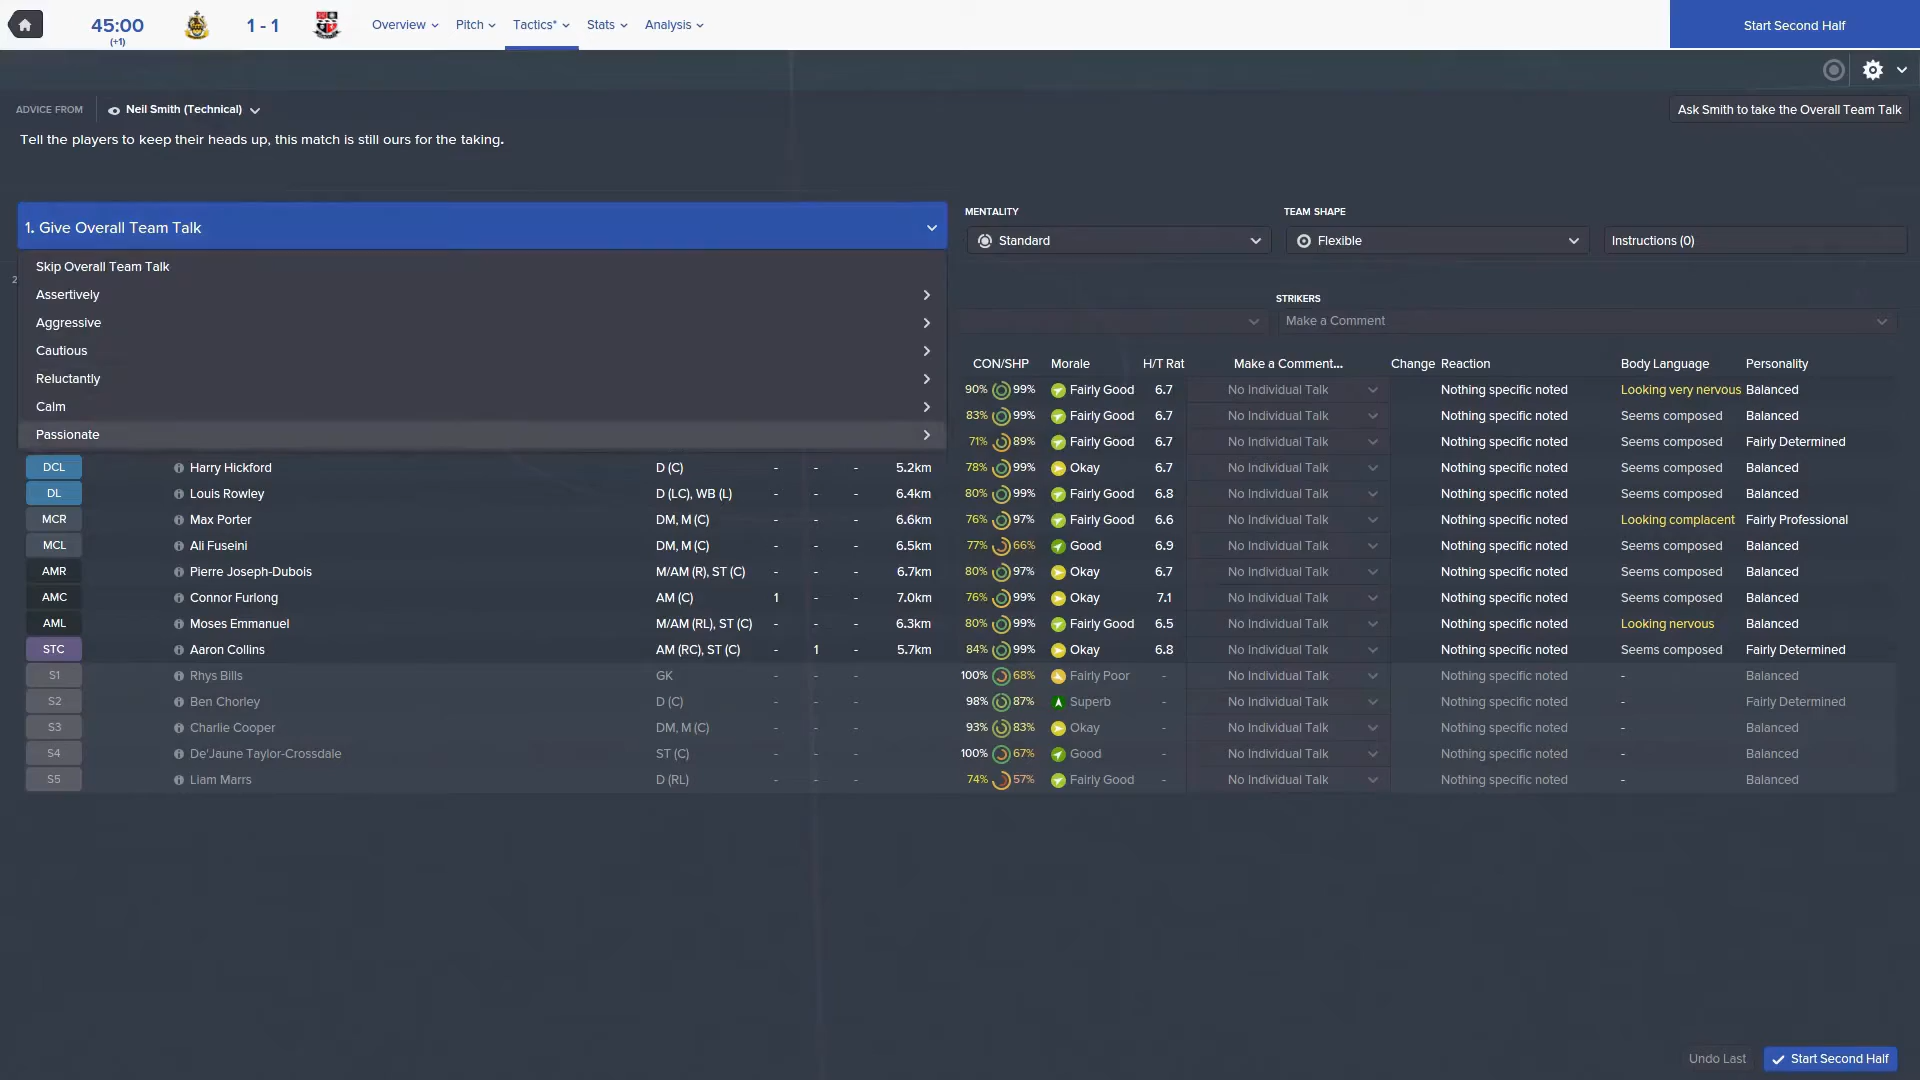 45:00
(+1)
1 - 1
Overview
Pitch
Tactics*
Stats
Analysis
Start Second Half
ADVICE FROM
Neil Smith (Technical)
Ask Smith to take the Overall Team Talk
Tell the players to keep their heads up, this match is still ours for the taking.
1. Give Overall Team Talk
MENTALITY
Standard
TEAM SHAPE
Flexible
Instructions (0)
Skip Overall Team Talk
2
Assertively
Aggressive
Cautious
Reluctantly
Calm
Passionate
STRIKERS
Make a Comment
CON/SHP Morale H/T Rat Make a Comment... Change Reaction Body Language Personality
90% 99% Fairly Good 6.7 No Individual Talk Nothing specific noted Looking very nervous Balanced
83% 99% Fairly Good 6.7 No Individual Talk Nothing specific noted Seems composed Balanced
71% 89% Fairly Good 6.7 No Individual Talk Nothing specific noted Seems composed Fairly Determined
DCL Harry Hickford D (C) - - - 5.2km 78% 99% Okay 6.7 No Individual Talk Nothing specific noted Seems composed Balanced
DL Louis Rowley D (LC), WB (L) - - - 6.4km 80% 99% Fairly Good 6.8 No Individual Talk Nothing specific noted Seems composed Balanced
MCR Max Porter DM, M (C) - - - 6.6km 76% 97% Fairly Good 6.6 No Individual Talk Nothing specific noted Looking complacent Fairly Professional
MCL Ali Fuseini DM, M (C) - - - 6.5km 77% 66% Good 6.9 No Individual Talk Nothing specific noted Seems composed Balanced
AMR Pierre Joseph-Dubois M/AM (R), ST (C) - - - 6.7km 80% 97% Okay 6.7 No Individual Talk Nothing specific noted Seems composed Balanced
AMC Connor Furlong AM (C) 1 - - 7.0km 76% 99% Okay 7.1 No Individual Talk Nothing specific noted Seems composed Balanced
AML Moses Emmanuel M/AM (RL), ST (C) - - - 6.3km 80% 99% Fairly Good 6.5 No Individual Talk Nothing specific noted Looking nervous Balanced
STC Aaron Collins AM (RC), ST (C) - 1 - 5.7km 84% 99% Okay 6.8 No Individual Talk Nothing specific noted Seems composed Fairly Determined
S1 Rhys Bills GK - - - - 100% 68% Fairly Poor - No Individual Talk Nothing specific noted - Balanced
S2 Ben Chorley D (C) - - - - 98% 87% Superb - No Individual Talk Nothing specific noted - Fairly Determined
S3 Charlie Cooper DM, M (C) - - - - 93% 83% Okay - No Individual Talk Nothing specific noted - Balanced
S4 De'Jaune Taylor-Crossdale ST (C) - - - - 100% 67% Good - No Individual Talk Nothing specific noted - Balanced
S5 Liam Marrs D (RL) - - - - 74% 57% Fairly Good - No Individual Talk Nothing specific noted - Balanced
Undo Last
Start Second Half